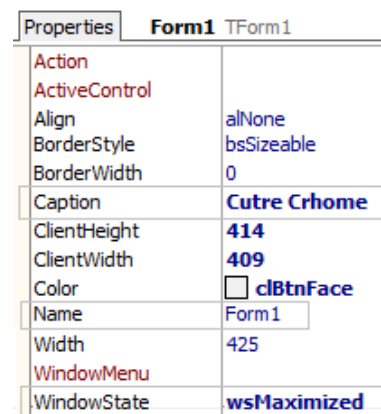 Properties Form1 TForm1
Action
ActiveControl
Align alNone
BorderStyle bsSizeable
BorderWidth 0
Caption Cutre Crhome
ClientHeight 414
ClientWidth 409
Color clBtnFace
Name Form1
Width 425
WindowMenu
WindowState wsMaximized